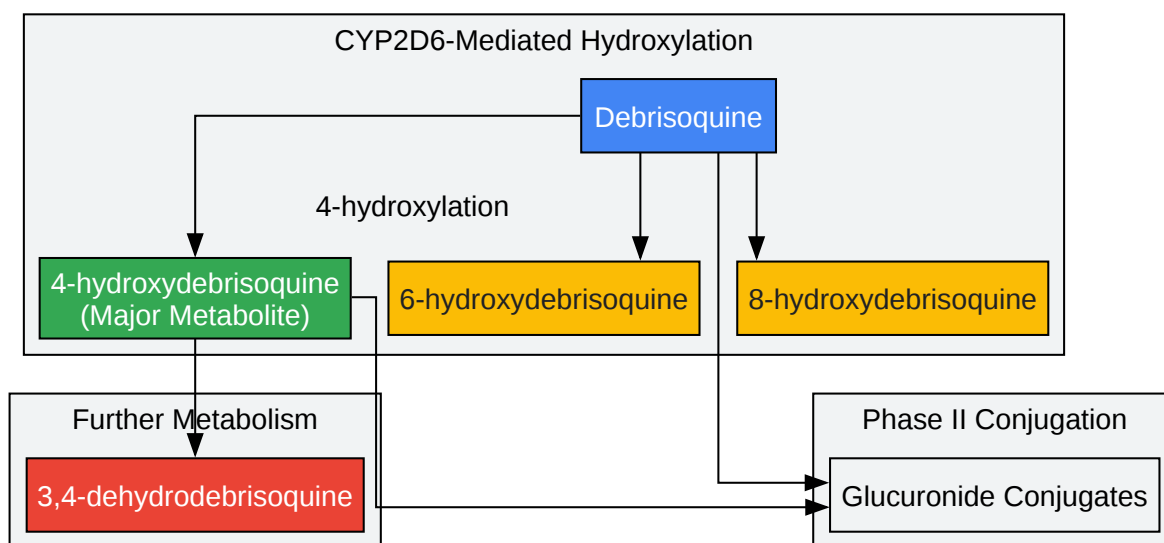 CYP2D6-Mediated Hydroxylation
Debrisoquine
4-hydroxylation
4-hydroxydebrisoquine
(Major Metabolite)
6-hydroxydebrisoquine
8-hydroxydebrisoquine
Further Metabolism
3,4-dehydrodebrisoquine
Phase II Conjugation
Glucuronide Conjugates